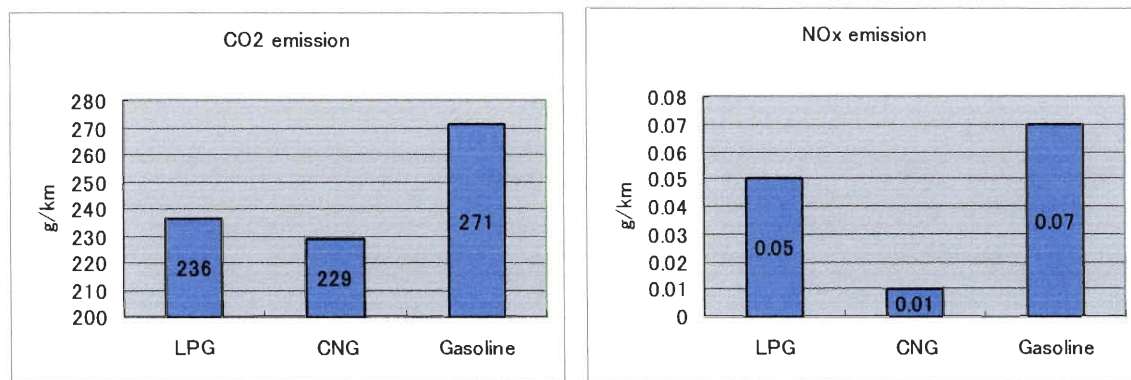 CO2 emission
280
270
260
250
240
230
220
210
200
g/km
236
229
271
LPG
CNG
Gasoline
NOx emission
0.08
0.07
0.06
0.05
0.04
0.03
0.02
0.01
0
g/km
0.05
0.01
0.07
LPG
CNG
Gasoline